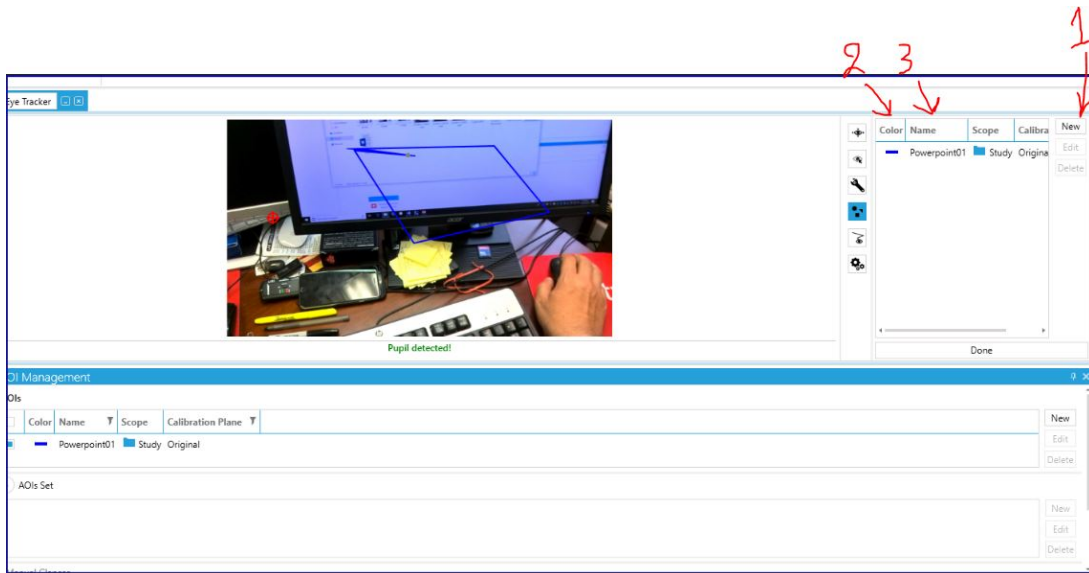 1
2 3
Eye Tracker
Color Name Scope Calibra New
Powerpoint01 Study Origina Edit
Delete
acer
Pupil detected!
Done
OI Management
OIs
Color Name Scope Calibration Plane New
Powerpoint01 Study Original Edit
Delete
AOIs Set
New
Edit
Delete